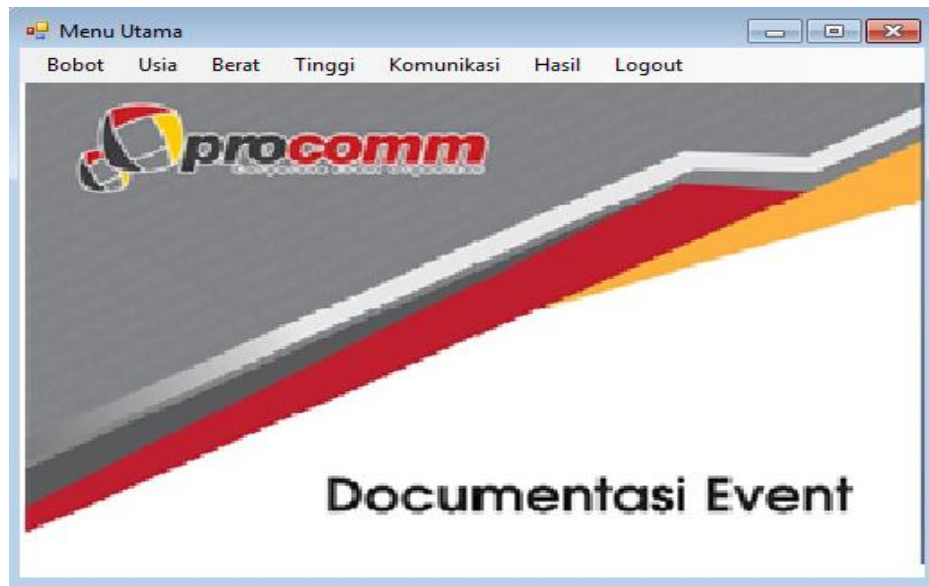 Menu Utama
Bobot Usia Berat Tinggi Komunikasi Hasil Logout
procomm
Documentasi Event